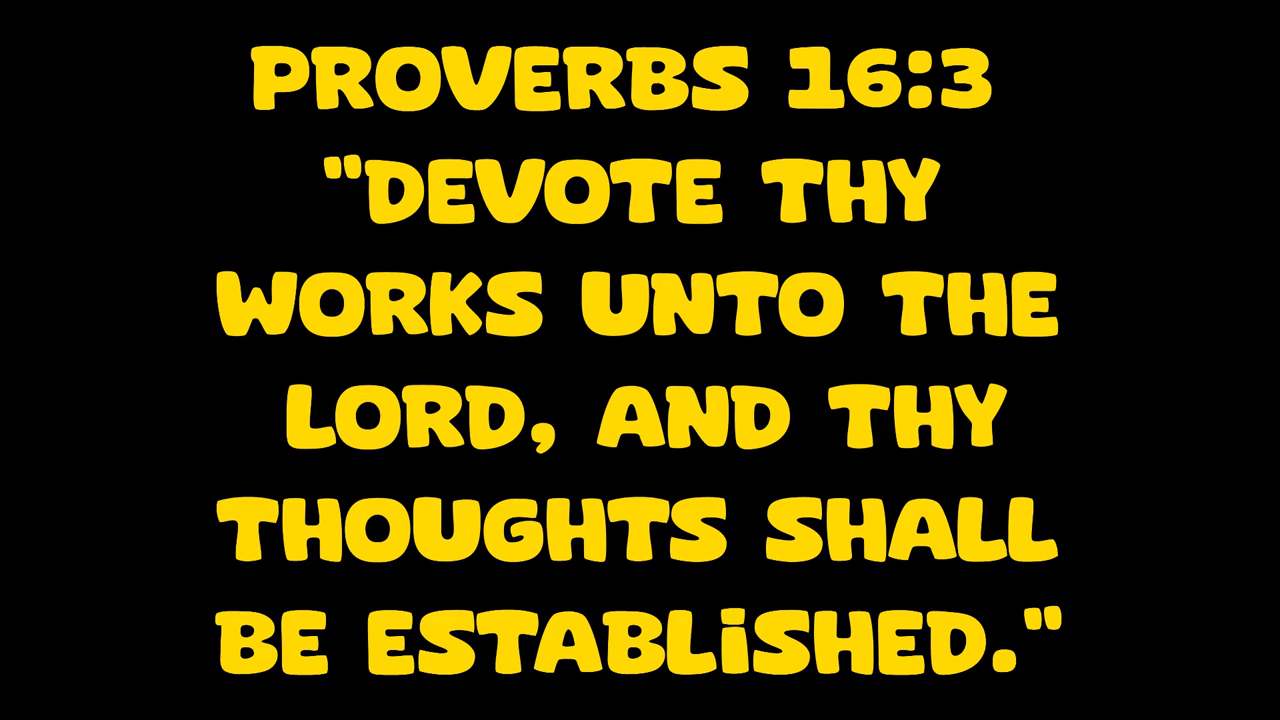 PROVERBS 16:3
"DEVOTE THY
WORKS UNTO THE
LORD, AND THY
THOUGHTS SHALL
BE ESTABLiSHED."